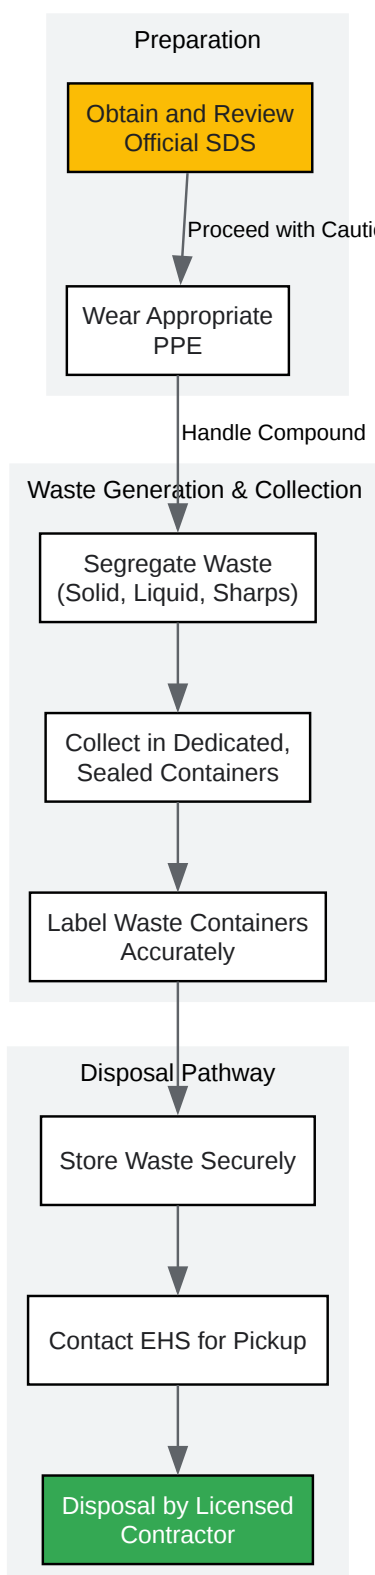 Preparation
Obtain and Review
Official SDS
Proceed with Cauti
Wear Appropriate
PPE
Handle Compound
Waste Generation & Collection
Segregate Waste
(Solid, Liquid, Sharps)
Collect in Dedicated,
Sealed Containers
Label Waste Containers
Accurately
Disposal Pathway
Store Waste Securely
Contact EHS for Pickup
Disposal by Licensed
Contractor